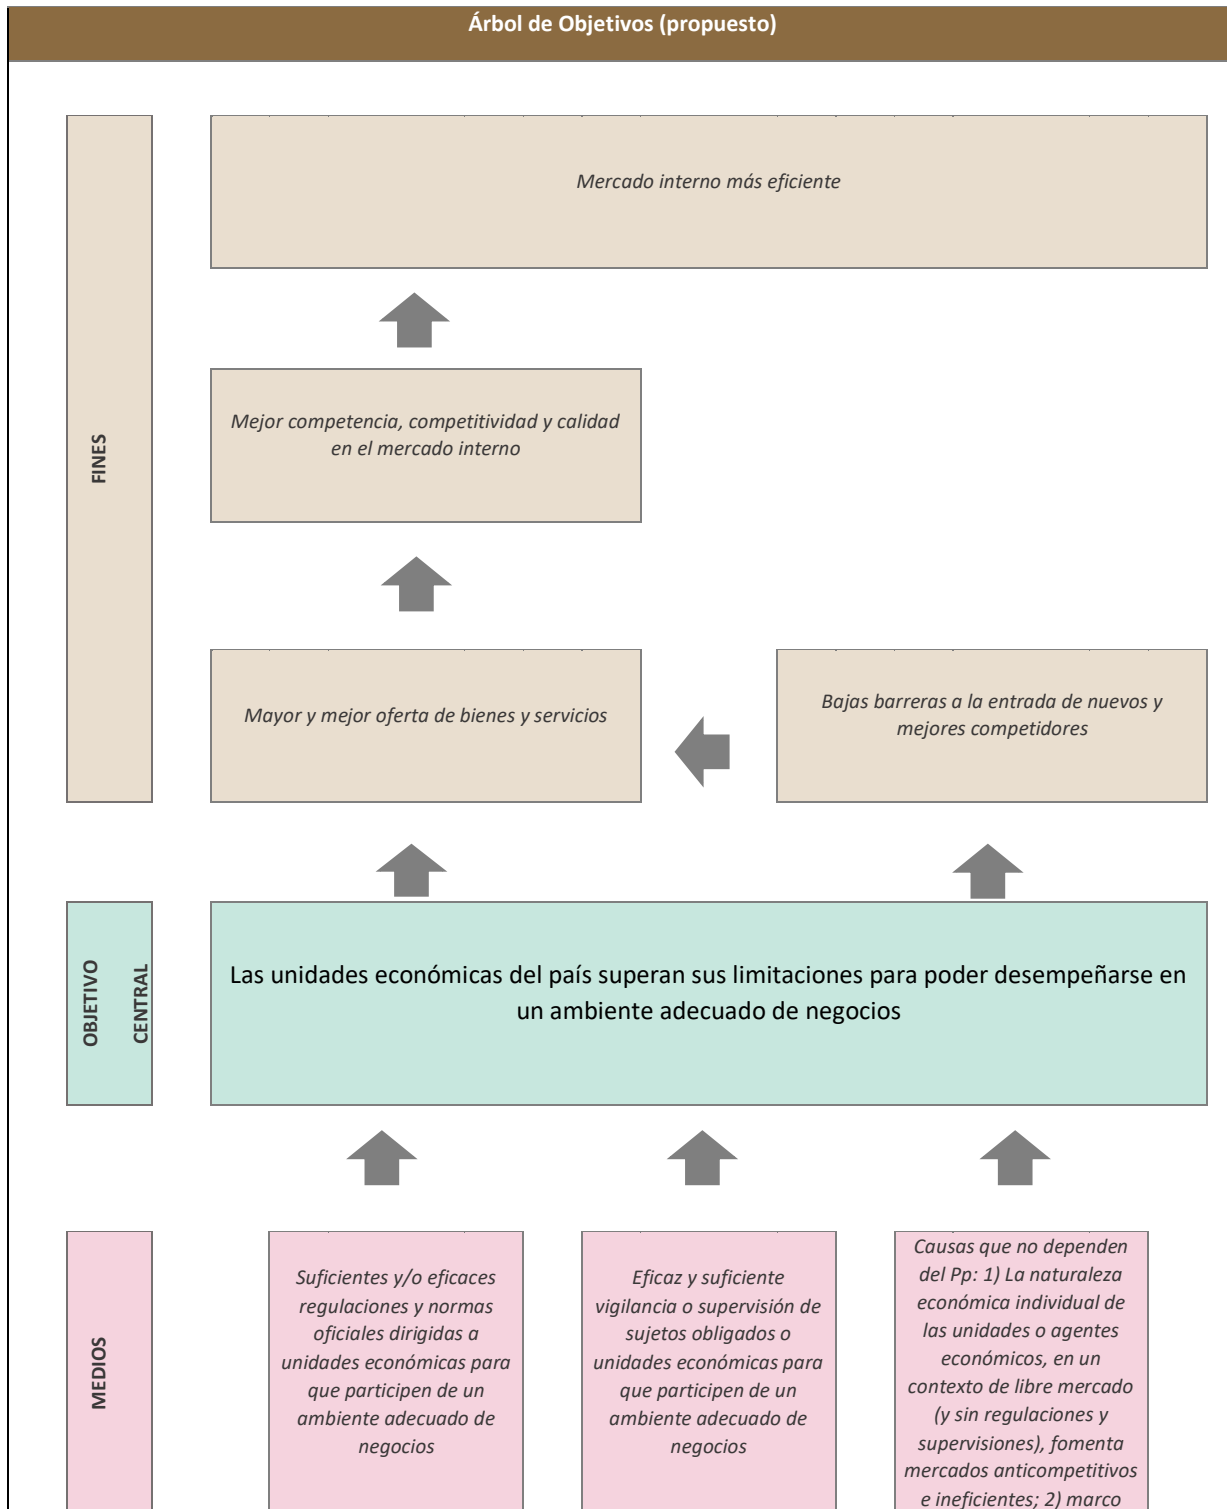 Árbol de Objetivos (propuesto)
FINES
Mercado interno más eficiente
Mejor competencia, competitividad y calidad
en el mercado interno
Mayor y mejor oferta de bienes y servicios
Bajas barreras a la entrada de nuevos y
mejores competidores
OBJETIVO
CENTRAL
Las unidades económicas del país superan sus limitaciones para poder desempeñarse en
un ambiente adecuado de negocios
MEDIOS
Suficientes y/o eficaces
regulaciones y normas
oficiales dirigidas a
unidades económicas para
que participen de un
ambiente adecuado de
negocios
Eficaz y suficiente
vigilancia o supervisión de
sujetos obligados o
unidades económicas para
que participen de un
ambiente adecuado de
negocios
Causas que no dependen
del Pp: 1) La naturaleza
económica individual de
las unidades o agentes
económicos, en un
contexto de libre mercado
(y sin regulaciones y
supervisiones), fomenta
mercados anticompetitivos
e ineficientes; 2) marco